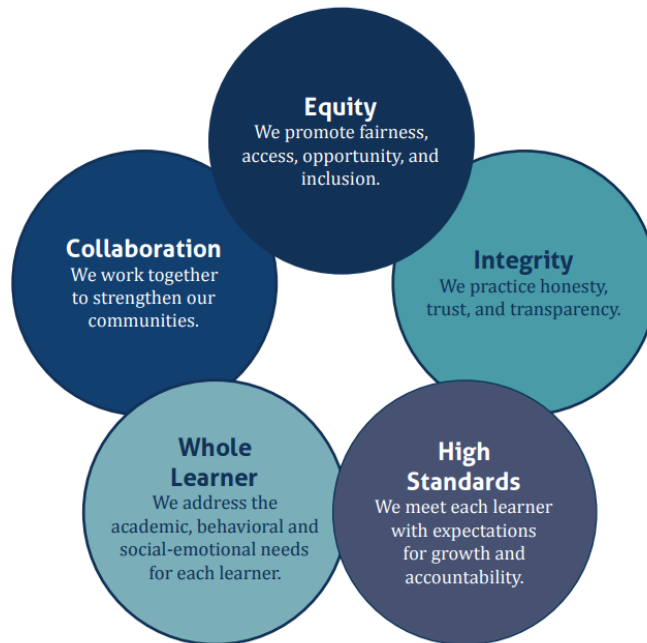 Equity
We promote fairness,
access, opportunity, and
inclusion.
Collaboration
We work together
to strengthen our
communities.
Integrity
We practice honesty,
trust, and transparency.
Whole
Learner
We address the
academic, behavioral and
social-emotional needs
for each learner.
High
Standards
We meet each learner
with expectations
for growth and
accountability.